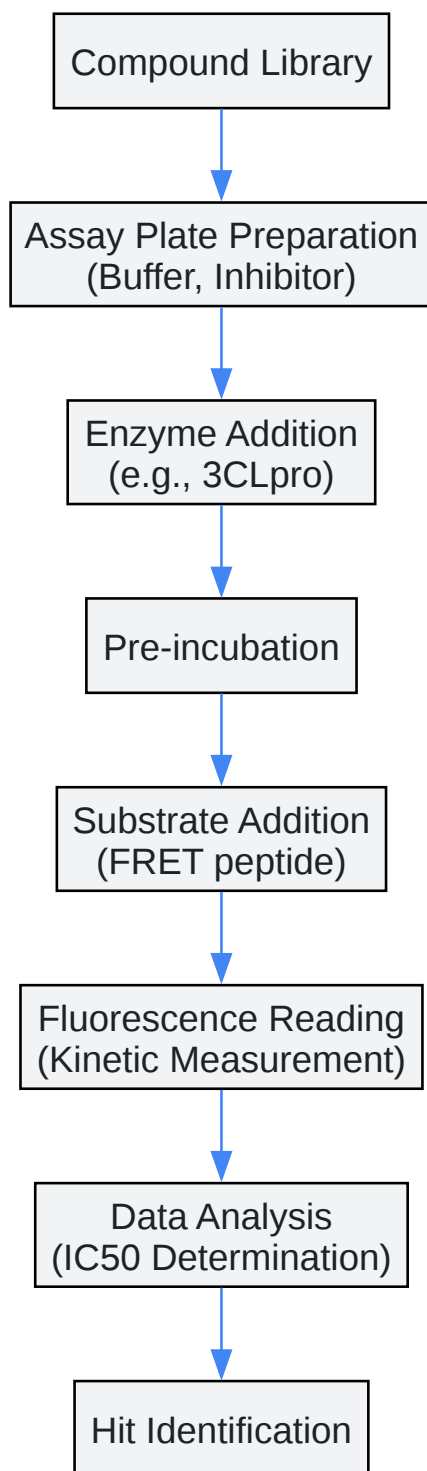 Compound Library
Assay Plate Preparation
(Buffer, Inhibitor)
Enzyme Addition
(e.g., 3CLpro)
Pre-incubation
Substrate Addition
(FRET peptide)
Fluorescence Reading
(Kinetic Measurement)
Data Analysis
(IC50 Determination)
Hit Identification